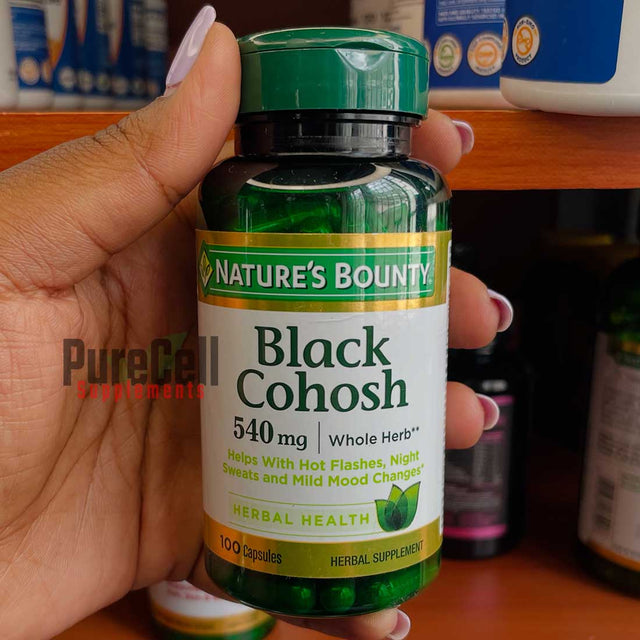 NATURE'S BOUNTY
Black
Cohosh
540 mg | Whole Herb**
Helps With Hot Flashes, Night
Sweats and Mild Mood Changes*
HERBAL HEALTH
100 Capsules HERBAL SUPPLEMENT
PureCell
Supplements